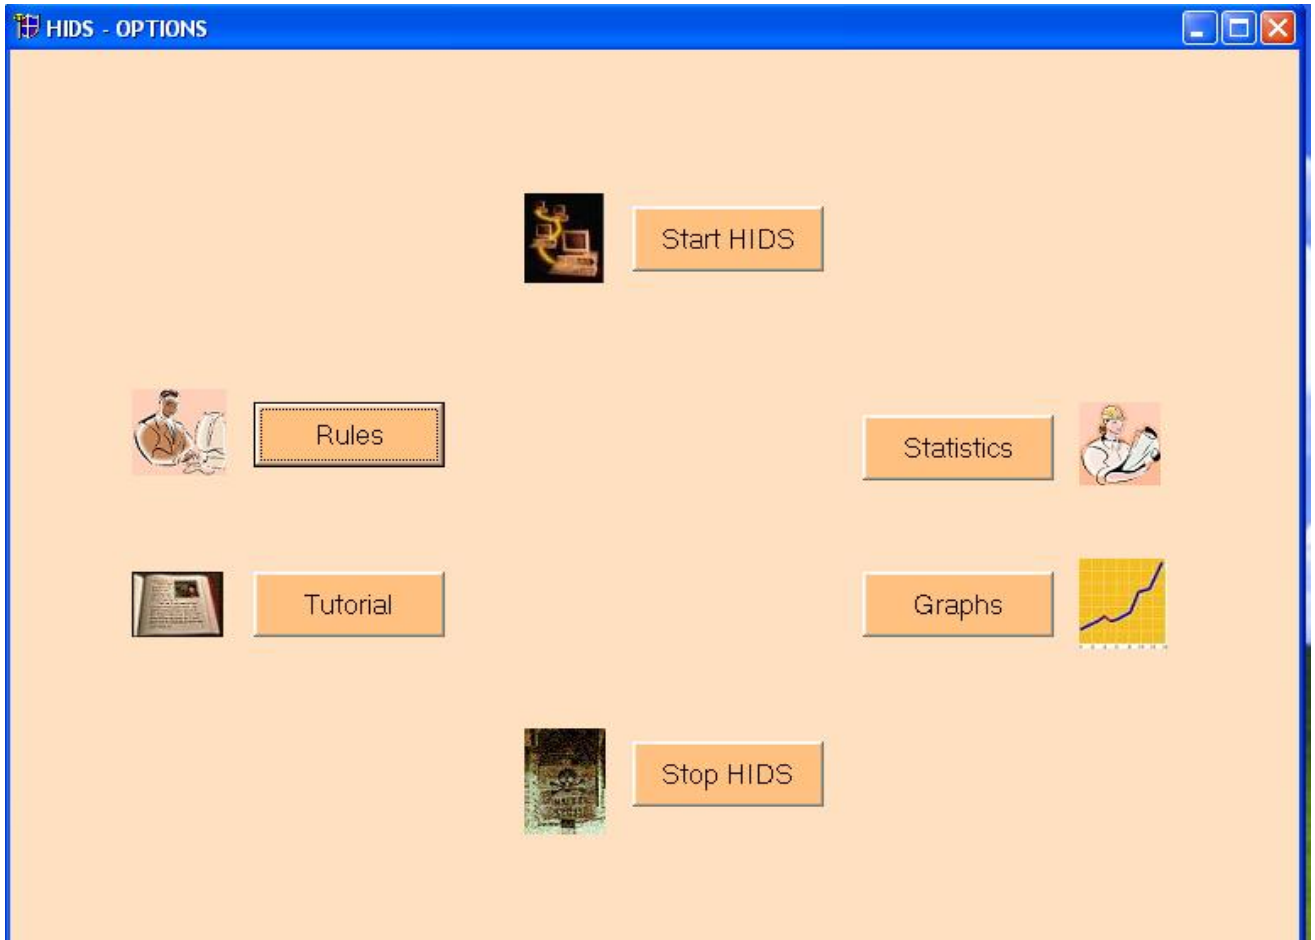 HIDS - OPTIONS
Start HIDS
Rules
Statistics
Tutorial
Graphs
Stop HIDS